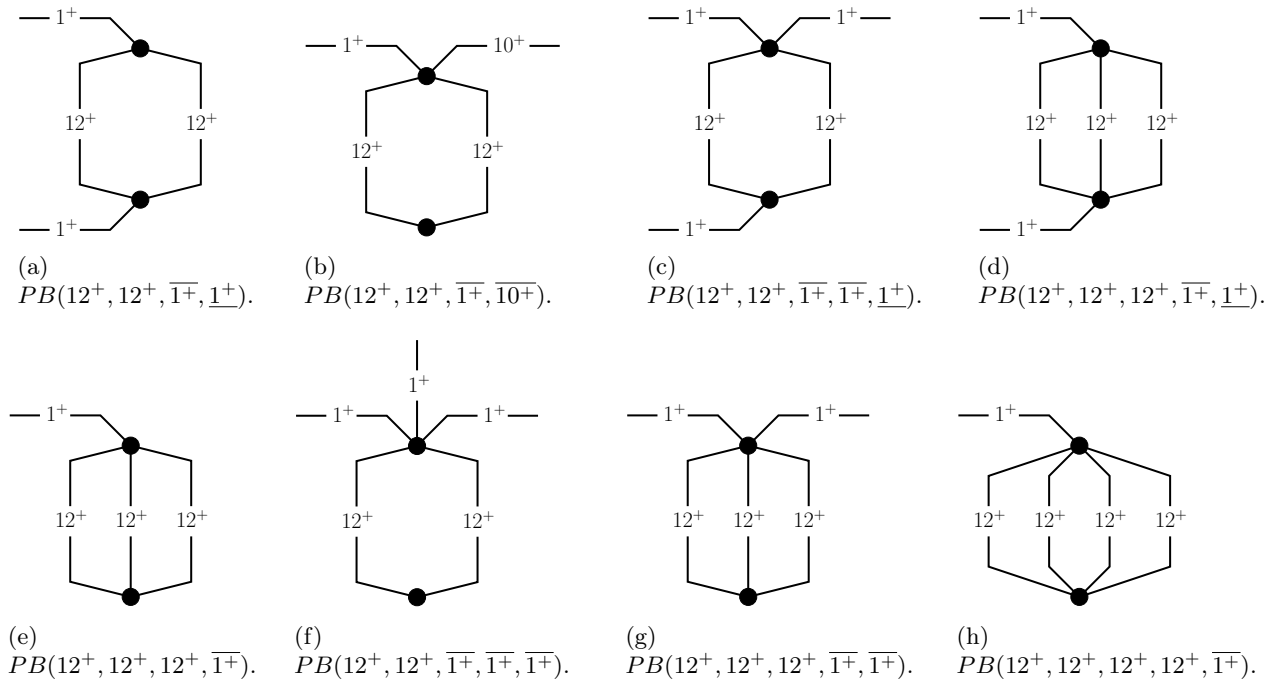 1⁺ 1⁺ 10⁺ 1⁺ 1⁺ 1⁺
12⁺ 12⁺ 12⁺ 12⁺ 12⁺ 12⁺ 12⁺ 12⁺ 12⁺
1⁺ 1⁺ 1⁺
(a) (b) (c) (d)
PB(12⁺, 12⁺, 1̅⁺̅, 1̲⁺̲). PB(12⁺, 12⁺, 1̅⁺̅, 1̅0̅⁺̅). PB(12⁺, 12⁺, 1̅⁺̅, 1̅⁺̅, 1̲⁺̲). PB(12⁺, 12⁺, 12⁺, 1̅⁺̅, 1̲⁺̲).
1⁺
1⁺ 1⁺ 1⁺ 1⁺ 1⁺ 1⁺
12⁺ 12⁺ 12⁺ 12⁺ 12⁺ 12⁺ 12⁺ 12⁺ 12⁺ 12⁺ 12⁺ 12⁺
(e) (f) (g) (h)
PB(12⁺, 12⁺, 12⁺, 1̅⁺̅). PB(12⁺, 12⁺, 1̅⁺̅, 1̅⁺̅, 1̅⁺̅). PB(12⁺, 12⁺, 12⁺, 1̅⁺̅, 1̅⁺̅). PB(12⁺, 12⁺, 12⁺, 12⁺, 1̅⁺̅).